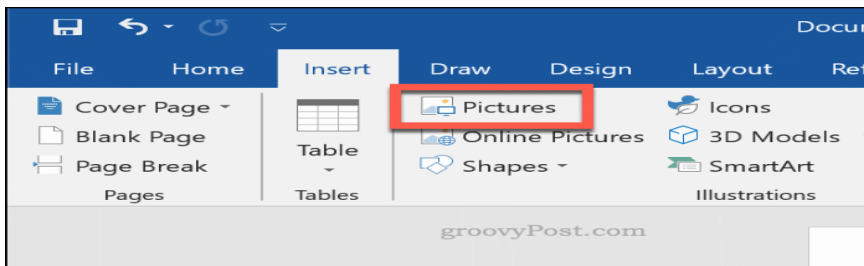 Docu
File Home Insert Draw Design Layout Re
Cover Page
Blank Page
Page Break
Pages
Table
Tables
Pictures
Online Pictures
Shapes
Icons
3D Models
SmartArt
Illustrations
groovyPost.com